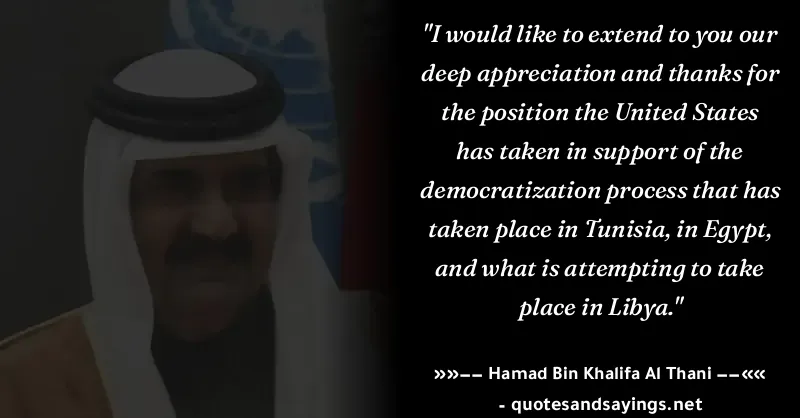 "I would like to extend to you our
deep appreciation and thanks for
the position the United States
has taken in support of the
democratization process that has
taken place in Tunisia, in Egypt,
and what is attempting to take
place in Libya."
»»−− Hamad Bin Khalifa Al Thani −−««
- quotesandsayings.net